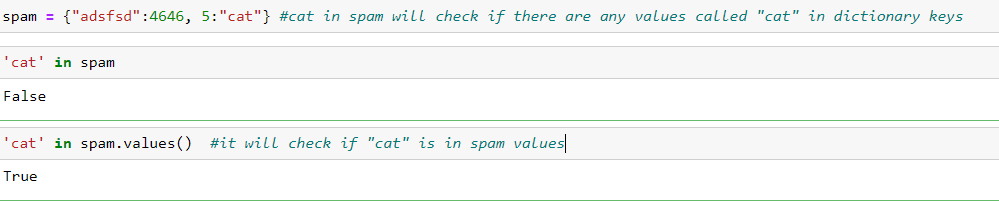 spam = {"adsfsd":4646, 5:"cat"} #cat in spam will check if there are any values called "cat" in dictionary keys
'cat' in spam
False
'cat' in spam.values()  #it will check if "cat" is in spam values
True